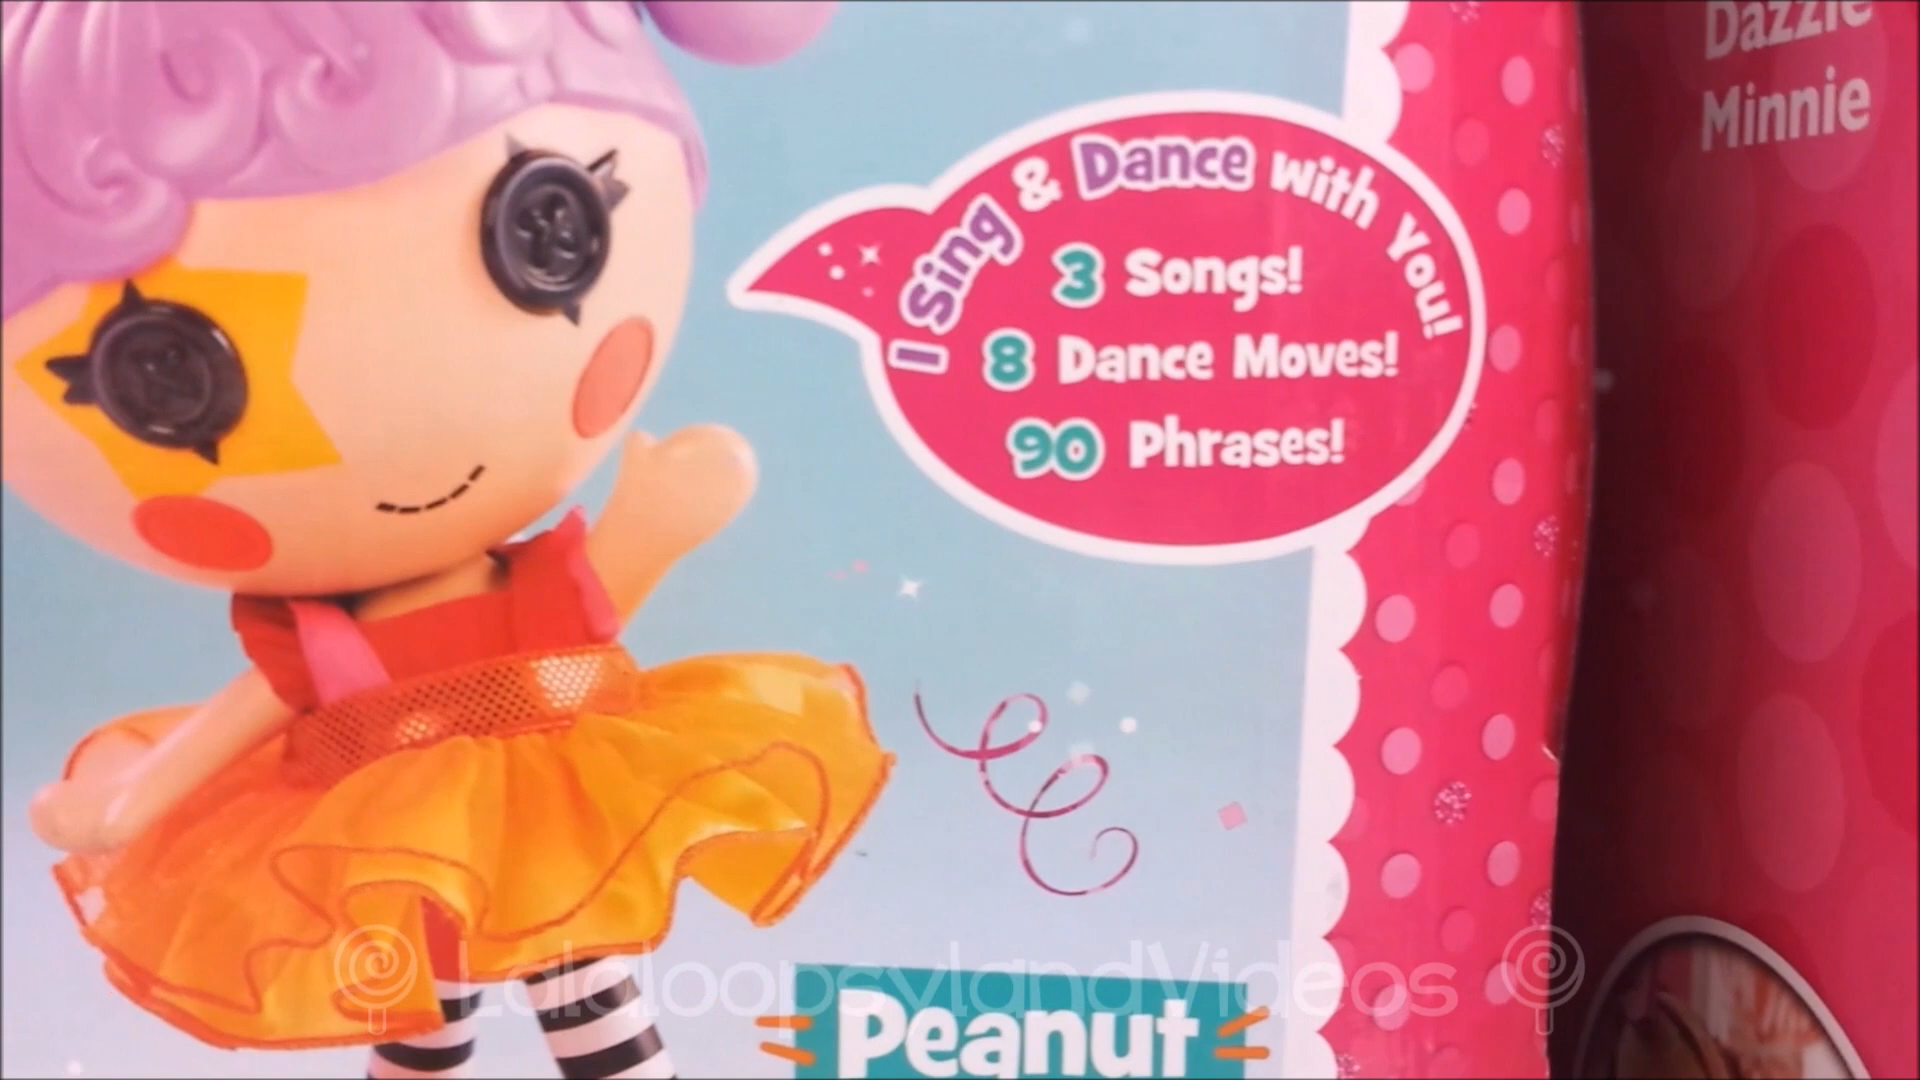 I Sing & Dance with You!
3 Songs!
8 Dance Moves!
90 Phrases!
Dazzle
Minnie
LalaloopsylandVideos
Peanut